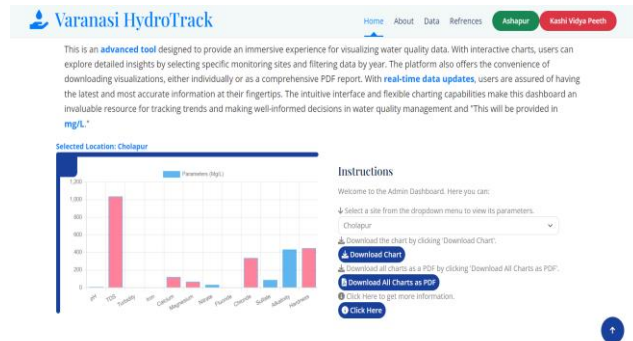 Varanasi HydroTrack
Home About Data Refrences Ashapur Kashi Vidya Peeth
This is an advanced tool designed to provide an immersive experience for visualizing water quality data. With interactive charts, users can
explore detailed insights by selecting specific monitoring sites and filtering data by year. The platform also offers the convenience of
downloading visualizations, either individually or as a comprehensive PDF report. With real-time data updates, users are assured of having
the latest and most accurate information at their fingertips. The intuitive interface and flexible charting capabilities make this dashboard an
invaluable resource for tracking trends and making well-informed decisions in water quality management and "This will be provided in
mg/L."
Selected Location: Cholapur
Parameters (Mg/L)
1,200
1,000
800
600
400
200
0
pH TDS Turbidity Iron Calcium Magnesium Nitrate Fluoride Chloride Sulfate Alkalinity Hardness
Instructions
Welcome to the Admin Dashboard. Here you can:
Select a site from the dropdown menu to view its parameters.
Cholapur
Download the chart by clicking 'Download Chart'.
Download Chart
Download all charts as a PDF by clicking 'Download All Charts as PDF'.
Download All Charts as PDF
Click Here to get more information.
Click Here